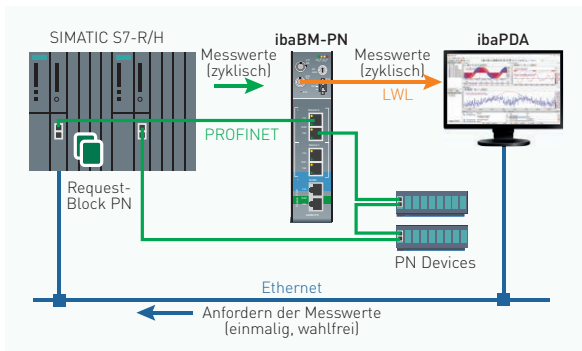 SIMATIC S7-R/H
ibaBM-PN
ibaPDA
Messwerte
(zyklisch)
Messwerte
(zyklisch)
LWL
PROFINET
Request-
Block PN
PN Devices
Ethernet
Anfordern der Messwerte
(einmalig, wahlfrei)